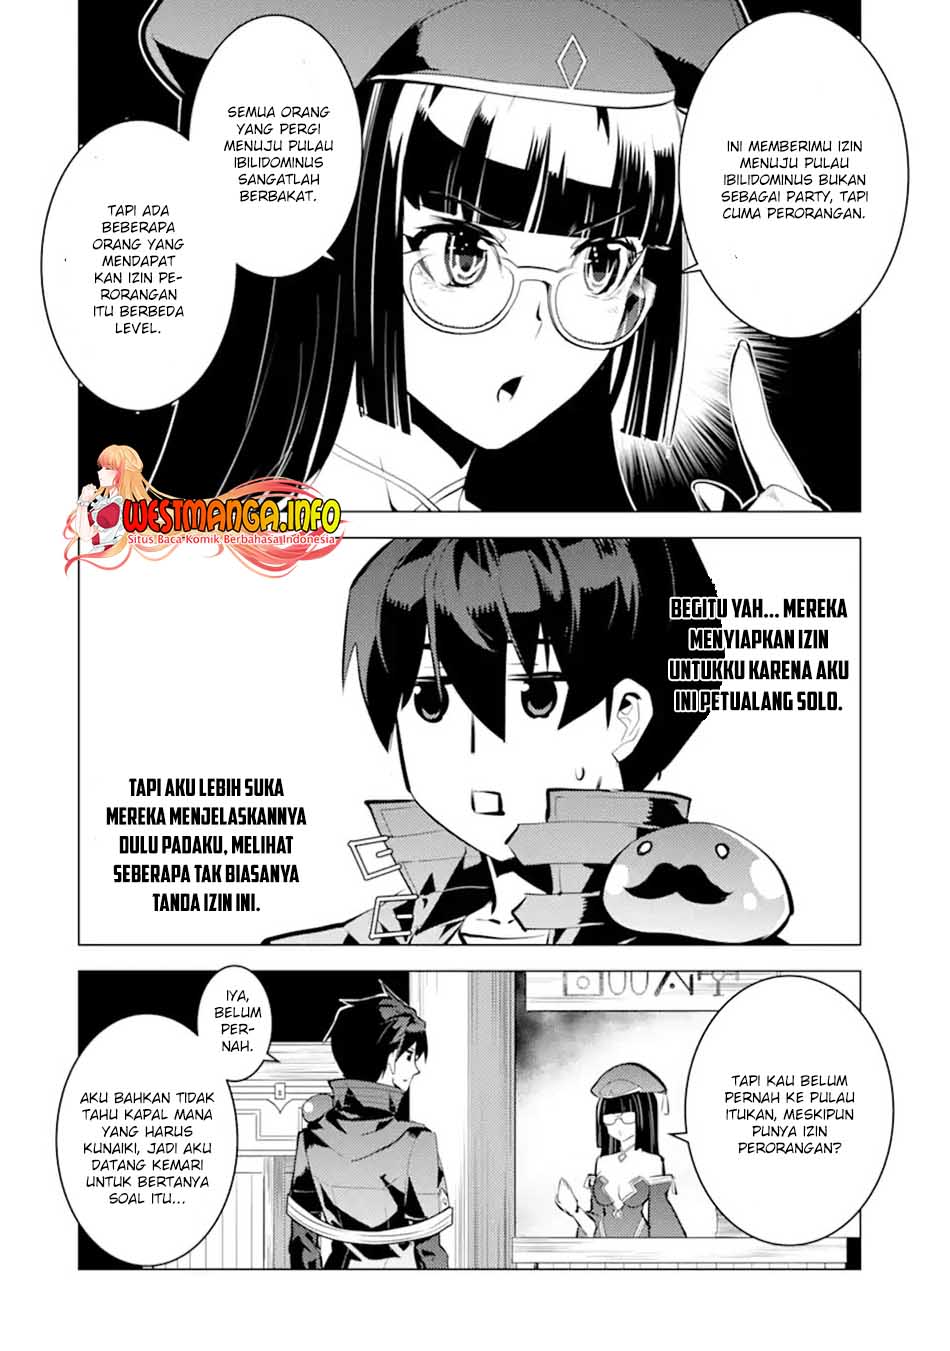 INI MEMBERIMU IZIN
MENUJU PULAU
IBILIDOMINUS BUKAN
SEBAGAI PARTY, TAPI
CUMA PERORANGAN.
SEMUA ORANG
YANG PERGI
MENUJU PULAU
IBILIDOMINUS
SANGATLAH
BERBAKAT.
TAPI ADA
BEBERAPA
ORANG YANG
MENDAPAT
KAN IZIN PE-
RORANGAN
ITU BERBEDA
LEVEL.
WESTMANGA.INFO
Situs Baca Komik Berbahasa Indonesia
BEGITU YAH... MEREKA
MENYIAPKAN IZIN
UNTUKKU KARENA AKU
INI PETUALANG SOLO.
TAPI AKU LEBIH SUKA
MEREKA MENJELASKANNYA
DULU PADAKU, MELIHAT
SEBERAPA TAK BIASANYA
TANDA IZIN INI.
TAPI KAU BELUM
PERNAH KE PULAU
ITUKAN, MESKIPUN
PUNYA IZIN
PERORANGAN?
IYA,
BELUM
PER-
NAH.
AKU BAHKAN TIDAK
TAHU KAPAL MANA
YANG HARUS
KUNAIKI, JADI AKU
DATANG KEMARI
UNTUK BERTANYA
SOAL ITU...